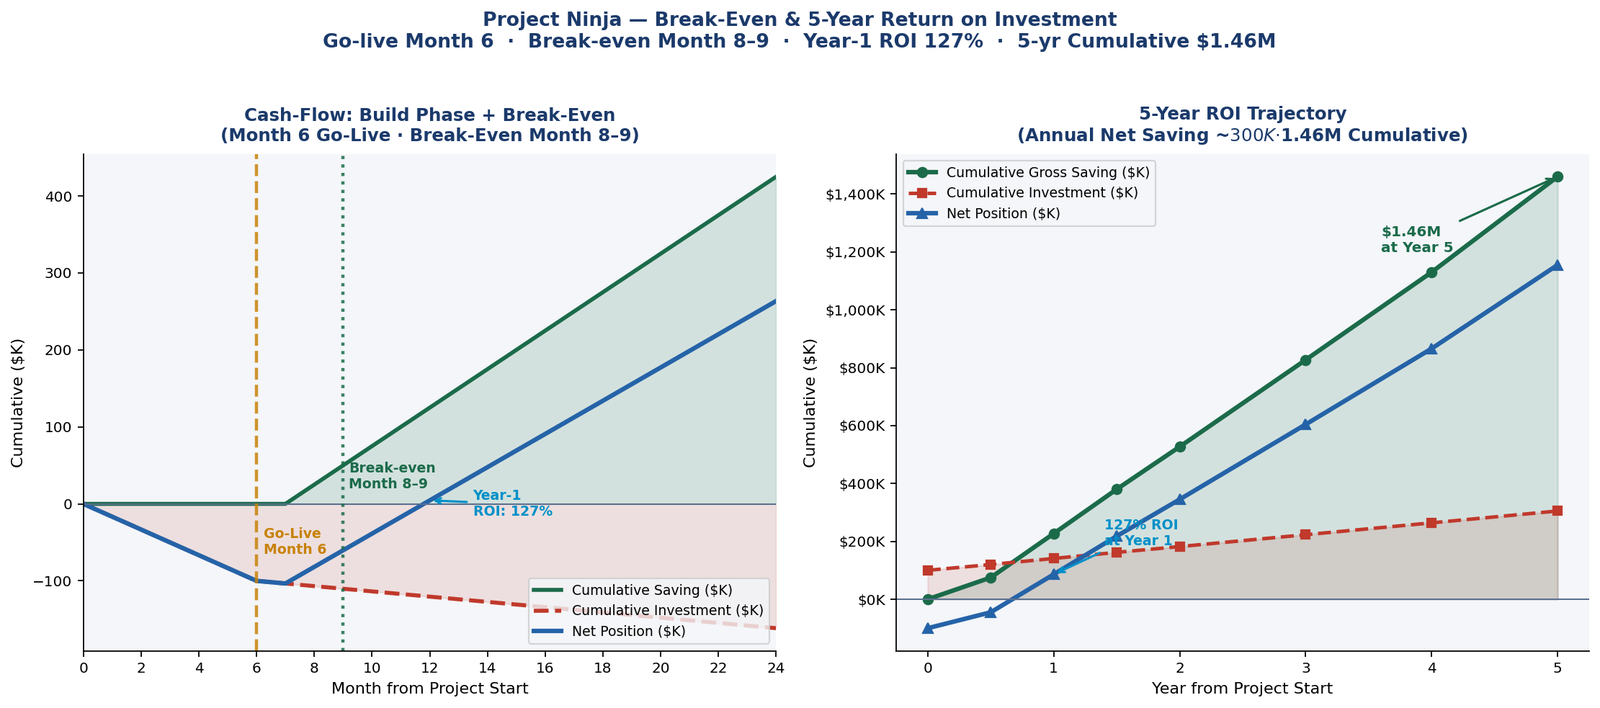 Project Ninja — Break-Even & 5-Year Return on Investment
Go-live Month 6 · Break-even Month 8–9 · Year-1 ROI 127% · 5-yr Cumulative $1.46M
Cash-Flow: Build Phase + Break-Even
(Month 6 Go-Live · Break-Even Month 8–9)
Cumulative ($K)
400
300
200
100
0
−100
Break-even
Month 8–9
Year-1
ROI: 127%
Go-Live
Month 6
Cumulative Saving ($K)
Cumulative Investment ($K)
Net Position ($K)
0 2 4 6 8 10 12 14 16 18 20 22 24
Month from Project Start
5-Year ROI Trajectory
(Annual Net Saving ~300K·1.46M Cumulative)
Cumulative ($K)
Cumulative Gross Saving ($K)
Cumulative Investment ($K)
Net Position ($K)
$1,400K
$1,200K
$1,000K
$800K
$600K
$400K
$200K
$0K
$1.46M
at Year 5
127% ROI
at Year 1
0 1 2 3 4 5
Year from Project Start